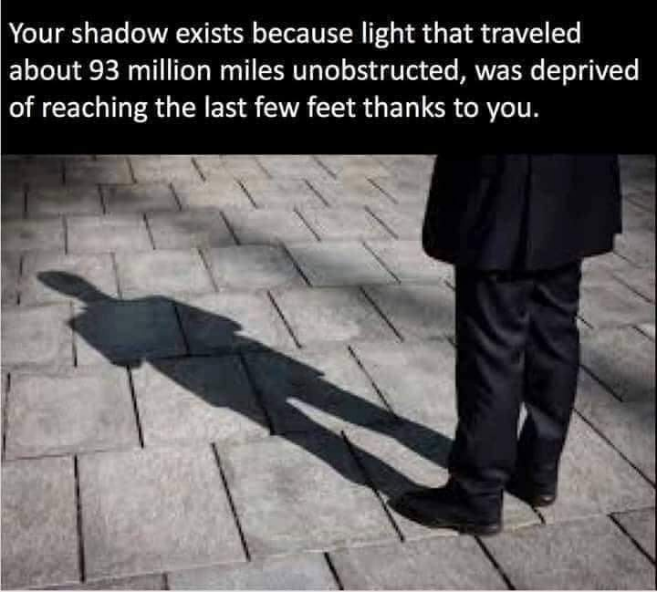 Your shadow exists because light that traveled
about 93 million miles unobstructed, was deprived
of reaching the last few feet thanks to you.